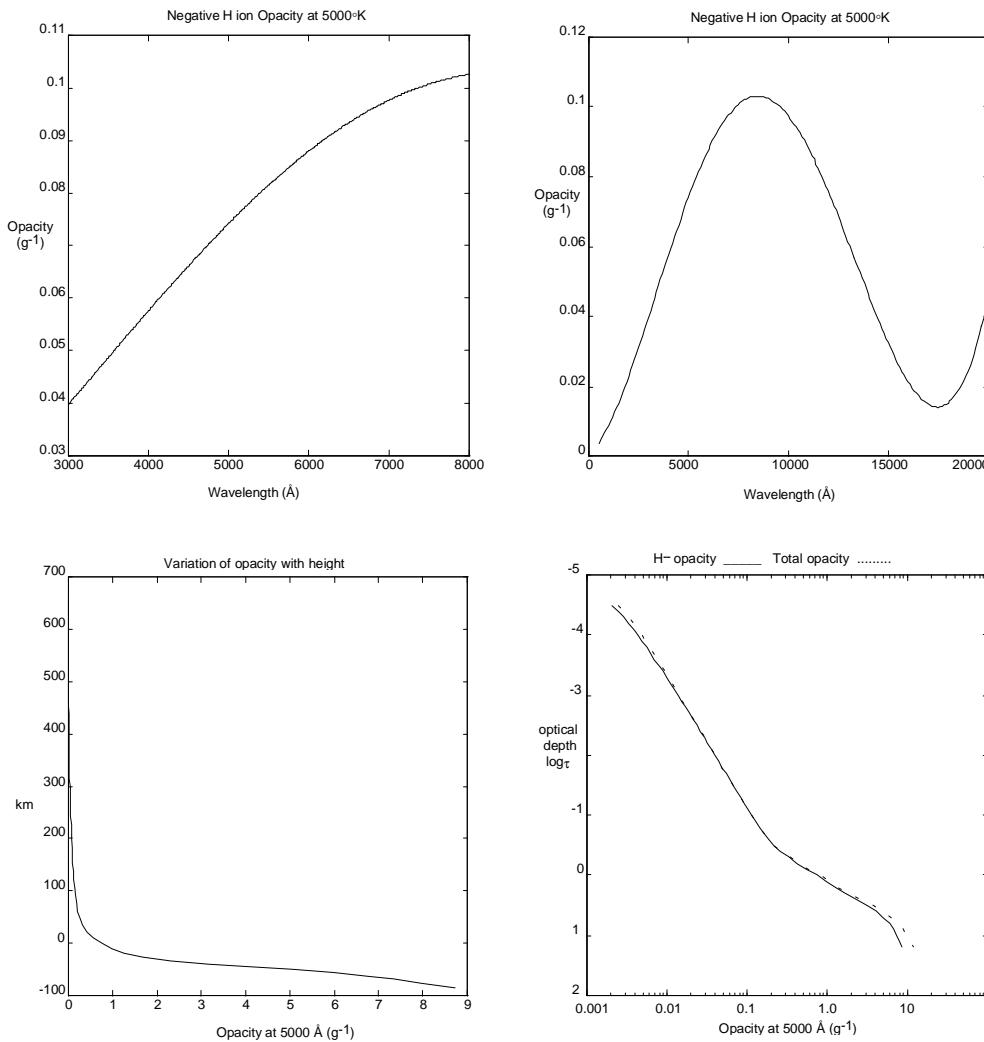 Negative H ion Opacity at 5000°K
0.11
0.1
0.09
0.08
0.07
0.06
0.05
0.04
0.03
Opacity
(g-1)
3000 4000 5000 6000 7000 8000
Wavelength (Å)
Negative H ion Opacity at 5000°K
0.12
0.1
0.08
0.06
0.04
0.02
0
Opacity
(g-1)
0 5000 10000 15000 20000
Wavelength (Å)
Variation of opacity with height
700
600
500
400
300
200
100
0
-100
km
0 1 2 3 4 5 6 7 8 9
Opacity at 5000 Å (g-1)
H− opacity _____ Total opacity .........
-5
-4
-3
-1
0
1
2
optical
depth
logτ
0.001 0.01 0.1 1.0 10
Opacity at 5000 Å (g-1)